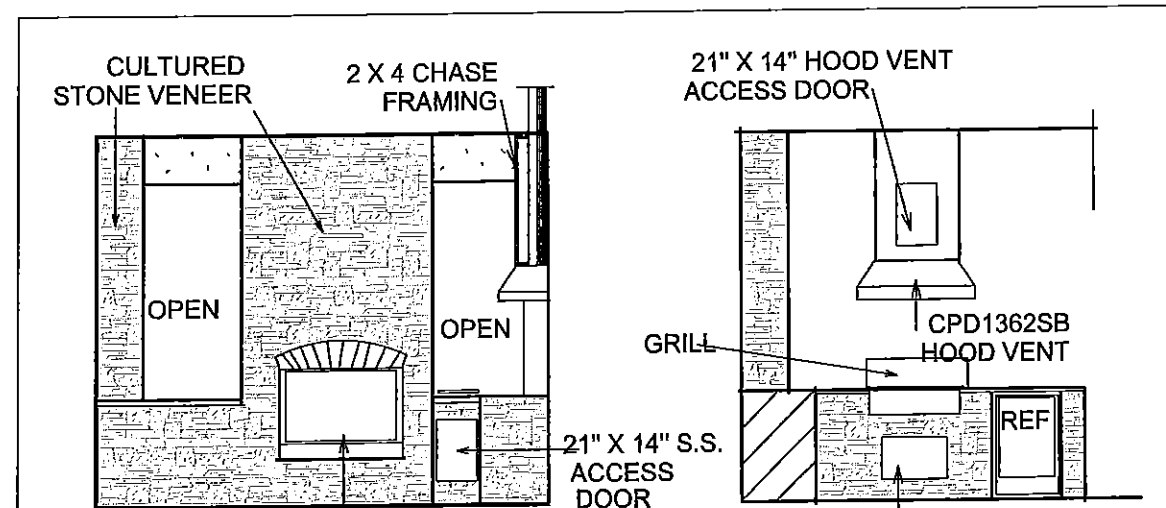 CULTURED
STONE VENEER
2 X 4 CHASE
FRAMING
21" X 14" HOOD VENT
ACCESS DOOR
OPEN
OPEN
CPD1362SB
HOOD VENT
GRILL
REF
21" X 14" S.S.
ACCESS
DOOR